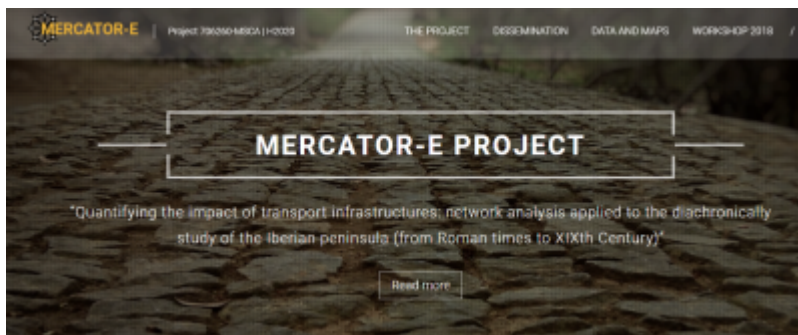 MERCATOR-E | Project 706260-MSCA | H2020 THE PROJECT DISSEMINATION DATA AND MAPS WORKSHOP 2018 /
MERCATOR-E PROJECT
"Quantifying the impact of transport infrastructures: network analysis applied to the diachronically
study of the Iberian peninsula (from Roman times to XIXth Century)"
Read more